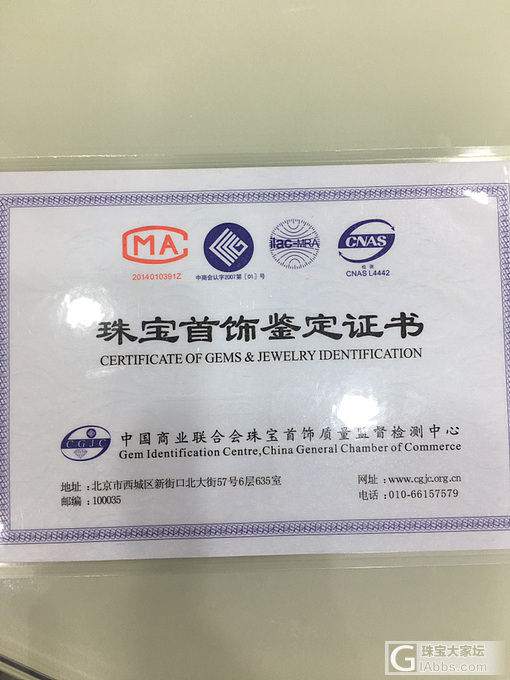 MA
ilac-MRA
CNAS
检测
2014010391Z
中商会认字2007第[01]号
CNAS L4442
珠宝首饰鉴定证书
CERTIFICATE OF GEMS & JEWELRY IDENTIFICATION
CGJC
中国商业联合会珠宝首饰质量监督检测中心
Gem Identification Centre,China General Chamber of Commerce
地址:北京市西城区新街口北大街57号6层635室
网址:www.cgjc.org.cn
邮编:100035
电话:010-66157579
珠宝大家坛
GIAbbs.com